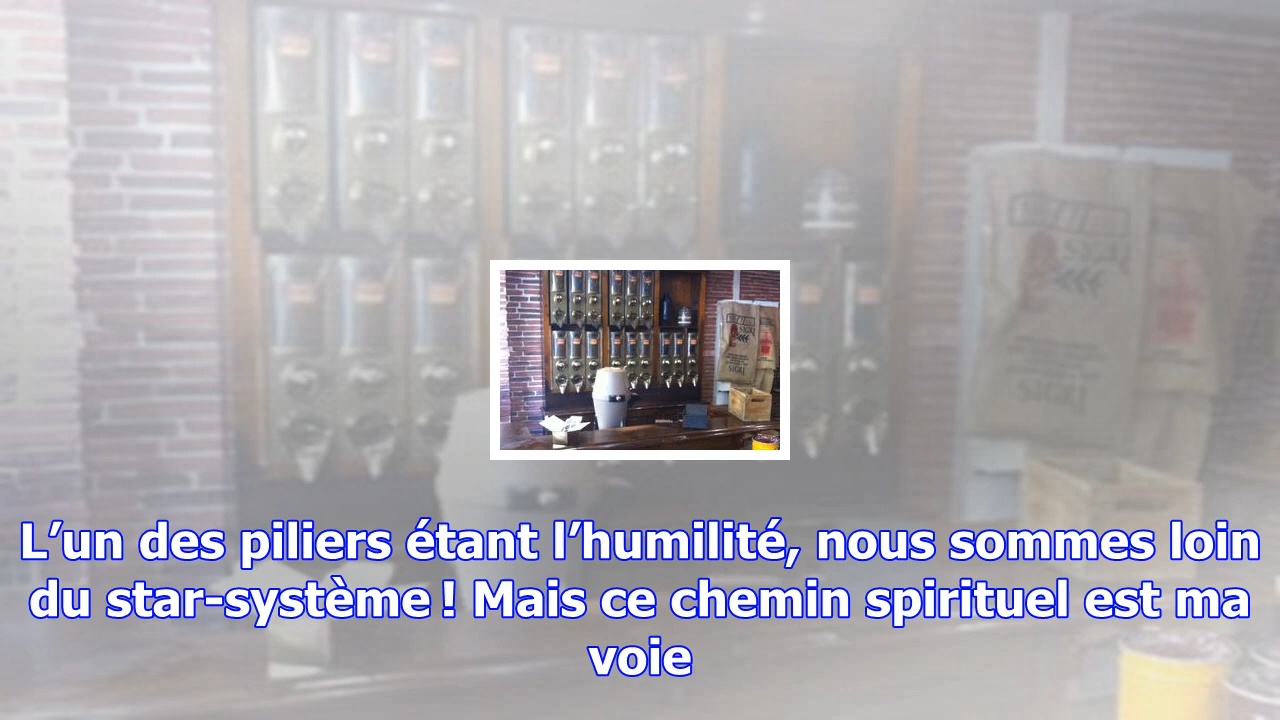 L’un des piliers étant l’humilité, nous sommes loin
du star-système ! Mais ce chemin spirituel est ma
voie